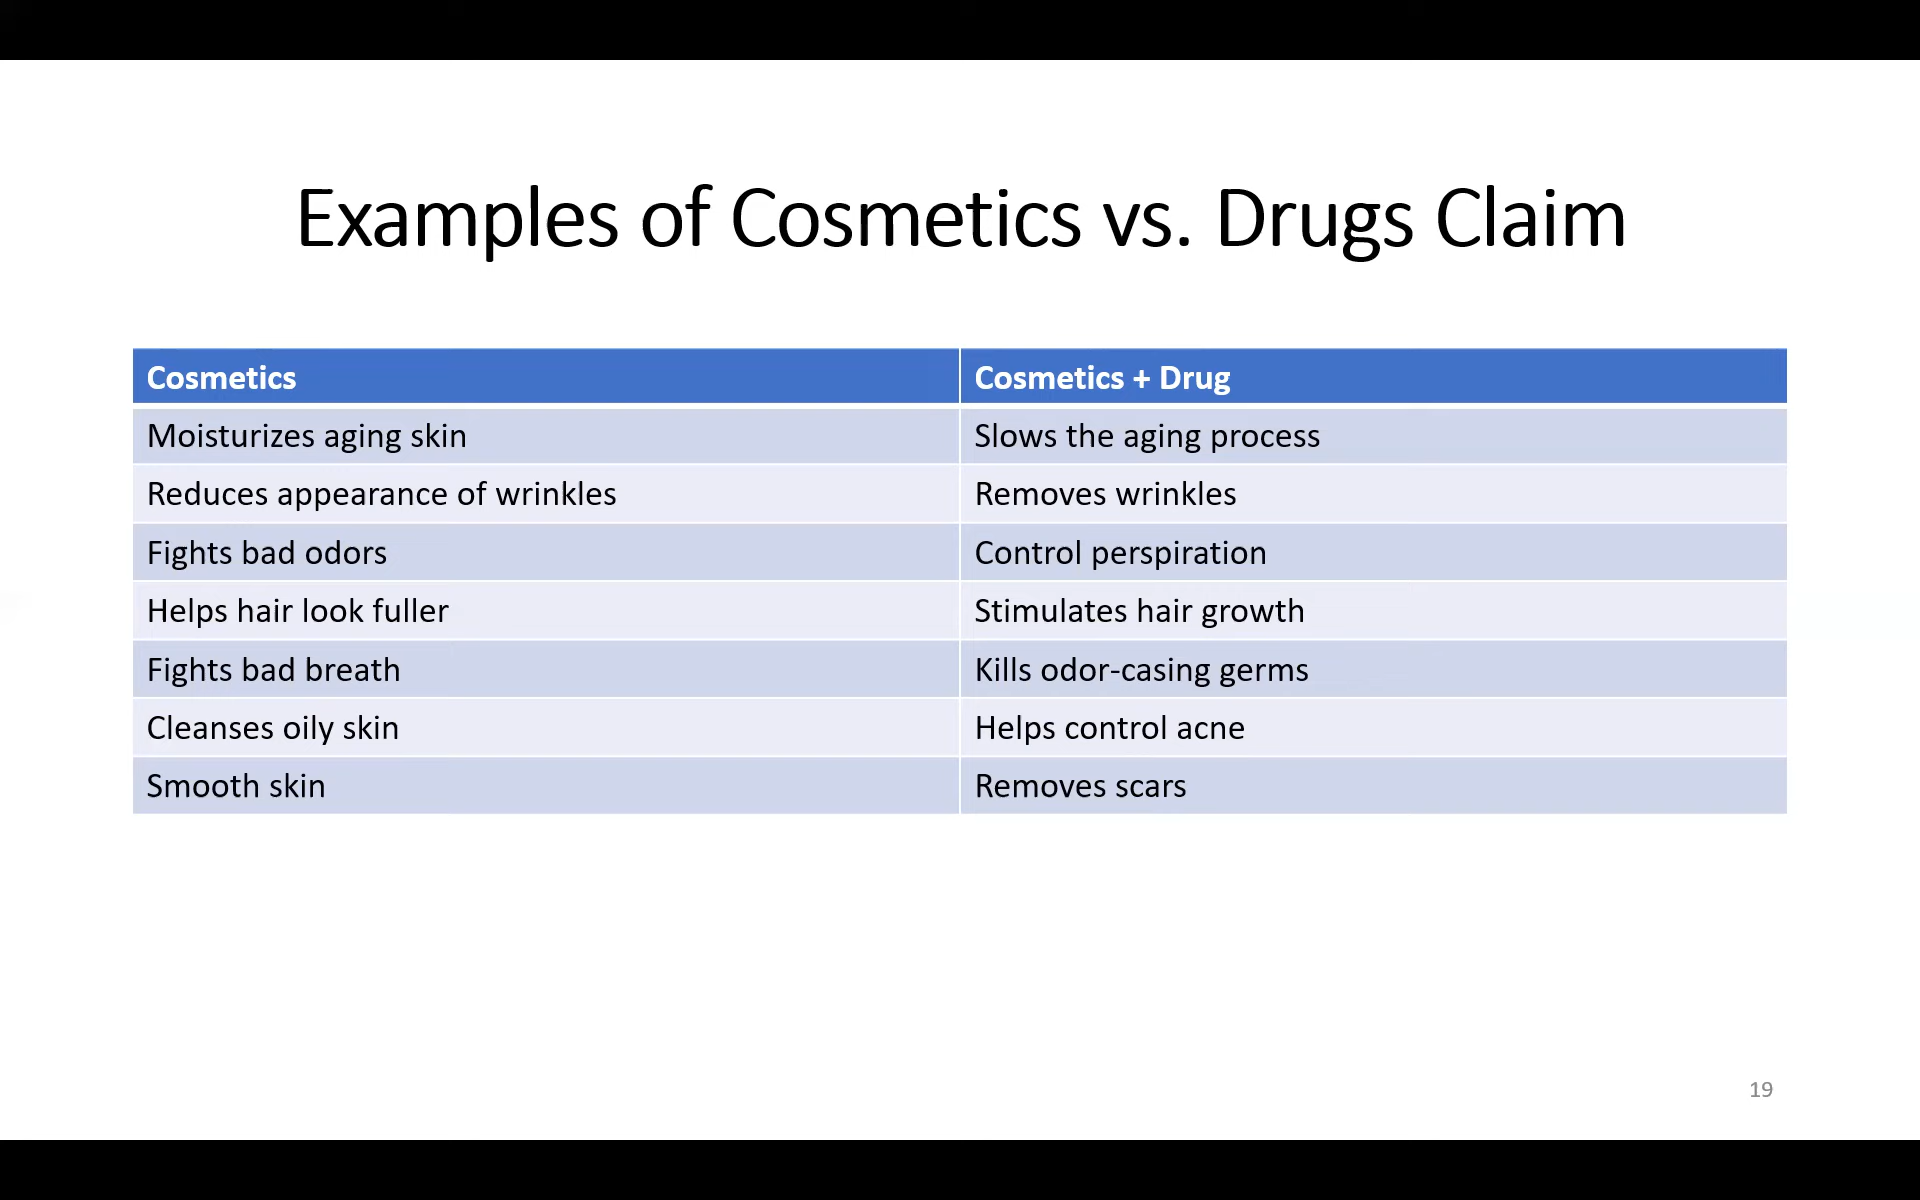 Examples of Cosmetics vs. Drugs Claim
Cosmetics
Cosmetics + Drug
Moisturizes aging skin
Slows the aging process
Reduces appearance of wrinkles
Removes wrinkles
Fights bad odors
Control perspiration
Helps hair look fuller
Stimulates hair growth
Fights bad breath
Kills odor-casing germs
Cleanses oily skin
Helps control acne
Smooth skin
Removes scars
19